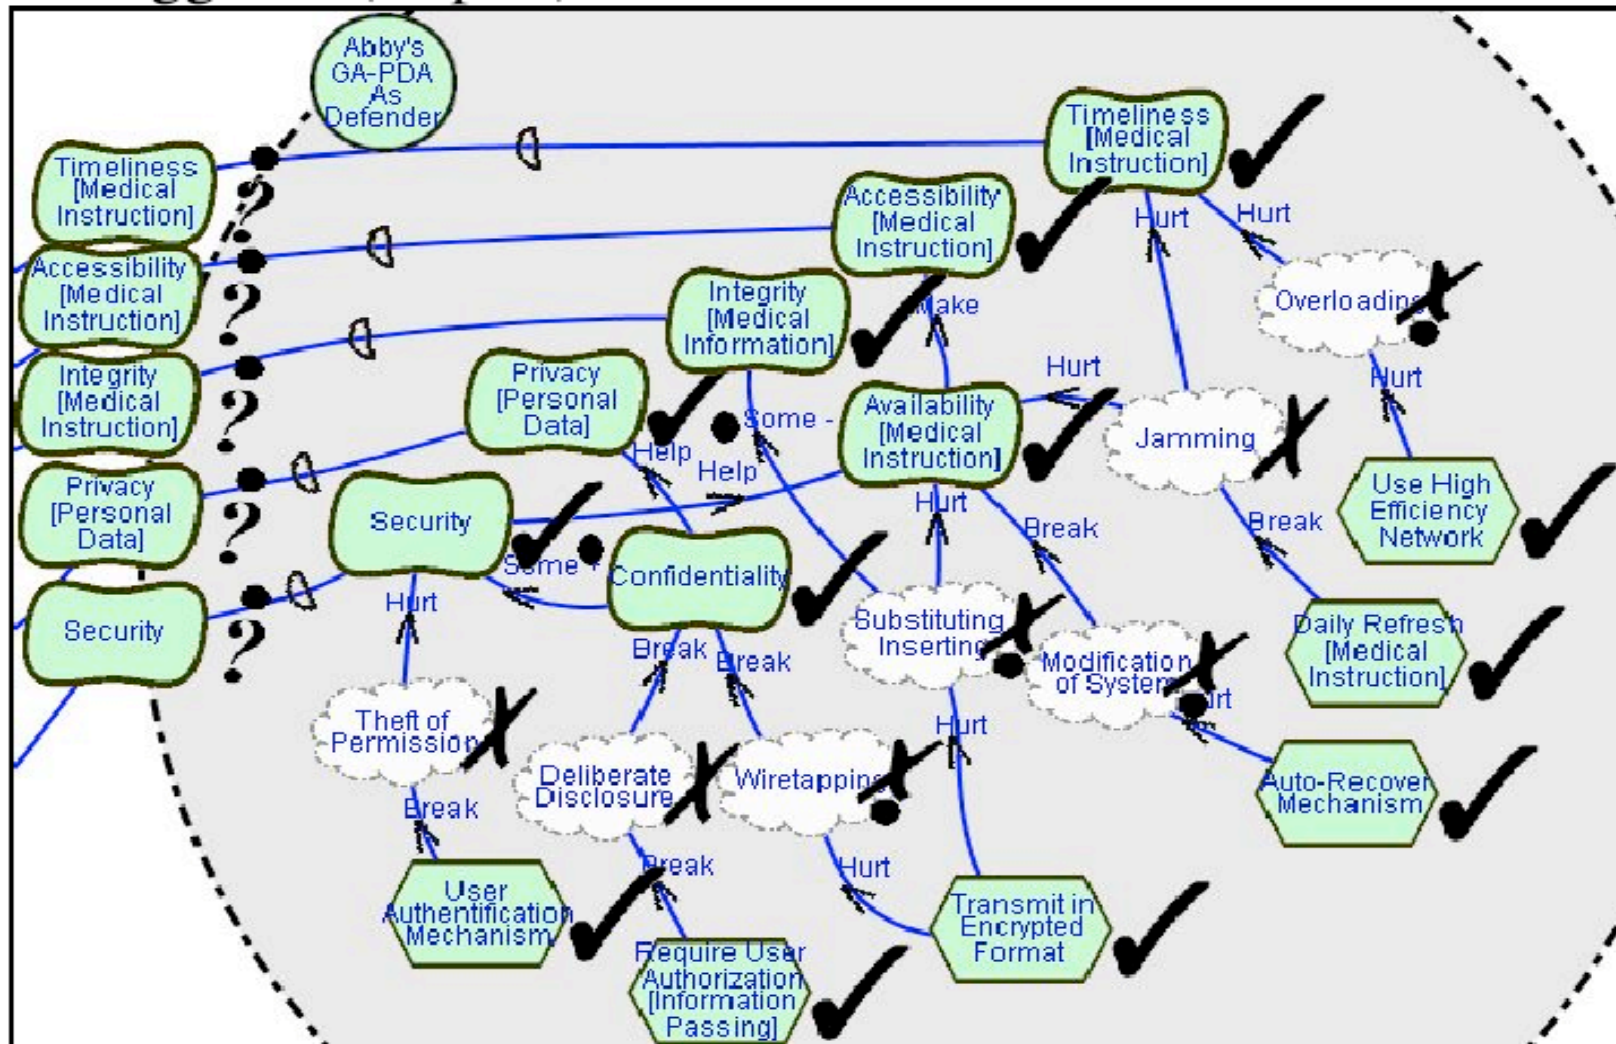 Abby's
GA-PDA
As
Defender
Timeliness
[Medical
Instruction]
Accessibility
[Medical
Instruction]
Integrity
[Medical
Instruction]
Privacy
[Personal
Data]
Security
Timeliness
[Medical
Instruction]
Accessibility
[Medical
Instruction]
Integrity
[Medical
Information]
Privacy
[Personal
Data]
Security
Confidentiality
Availability
[Medical
Instruction]
Hurt
Hurt
Make
Hurt
Hurt
Some -
Help
Help
Hurt
Break
Break
Some +
Hurt
Break
Break
Hurt
Break
Break
Hurt
?
?
?
?
?
Jamming
Substituting
Inserting
Modification
of System
Theft of
Permission
Deliberate
Disclosure
Use High
Efficiency
Network
Daily Refresh
[Medical
Instruction]
Auto-Recover
Mechanism
User
Authentification
Mechanism
Require User
Authorization
[Information
Passing]
Transmit in
Encrypted
Format